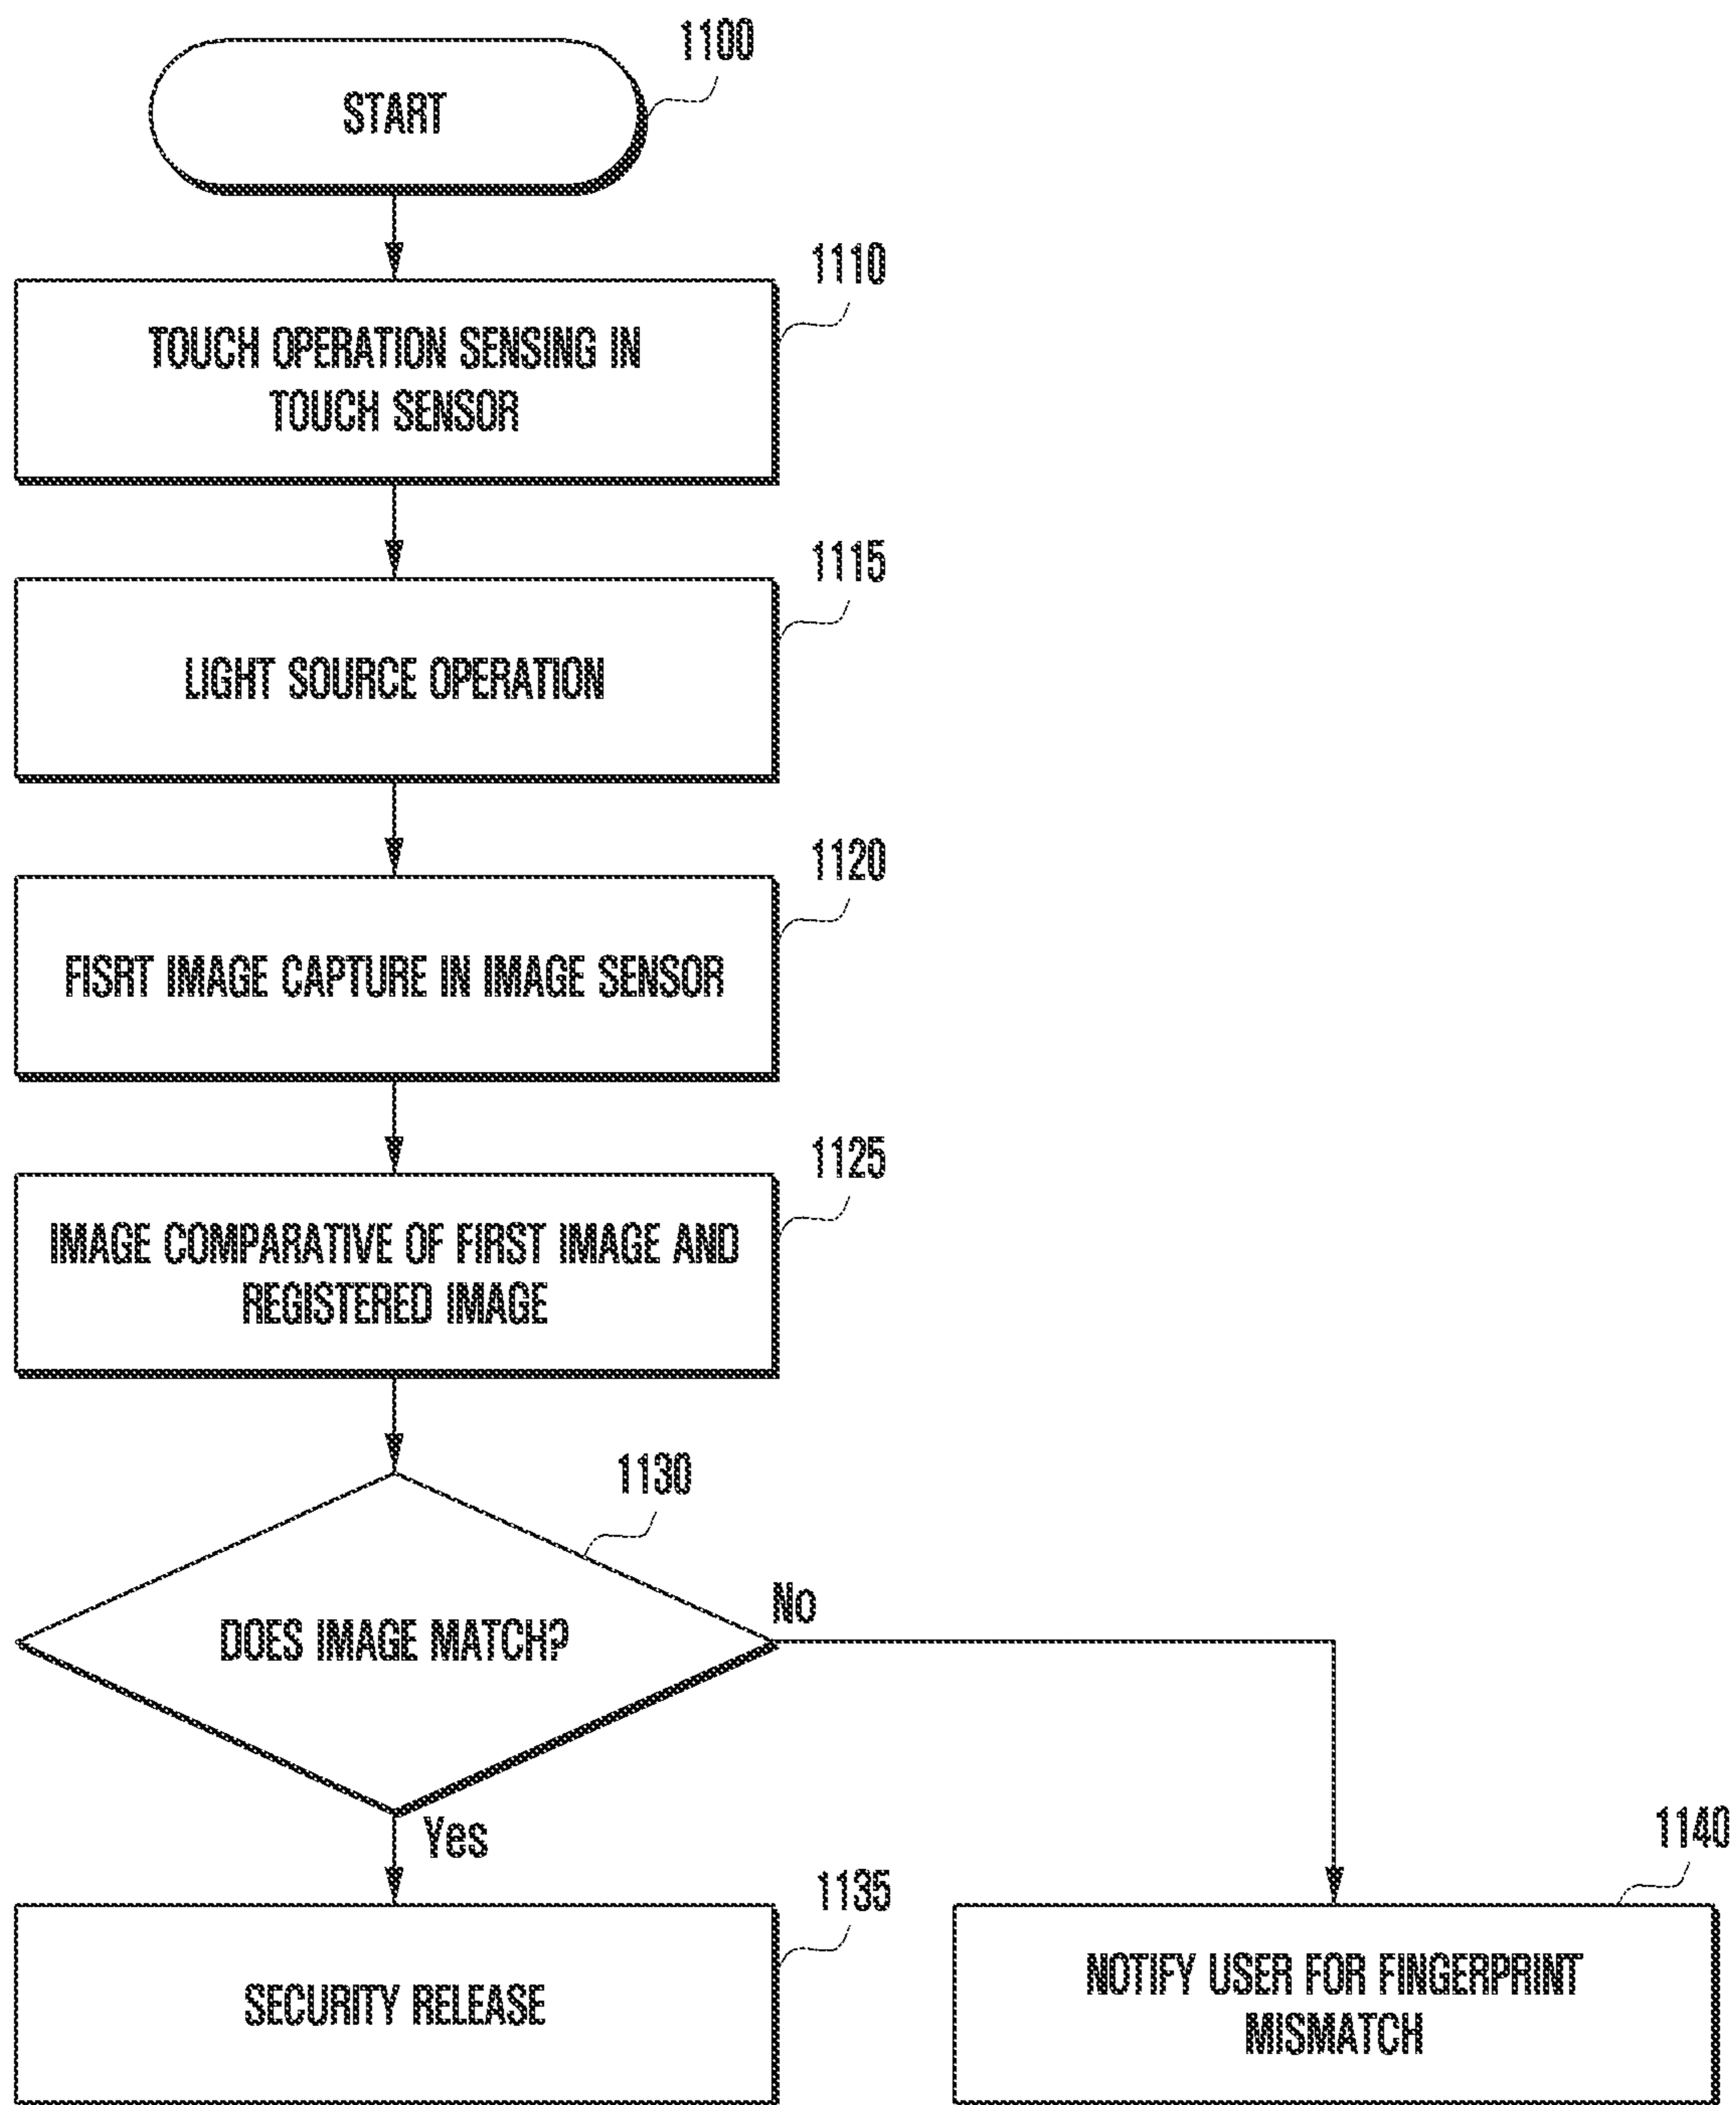 1100
START
1110
TOUCH OPERATION SENSING IN
TOUCH SENSOR
1115
LIGHT SOURCE OPERATION
1120
FISRT IMAGE CAPTURE IN IMAGE SENSOR
1125
IMAGE COMPARATIVE OF FIRST IMAGE AND
REGISTERED IMAGE
1130
DOES IMAGE MATCH?
No
Yes
1135
SECURITY RELEASE
1140
NOTIFY USER FOR FINGERPRINT
MISMATCH